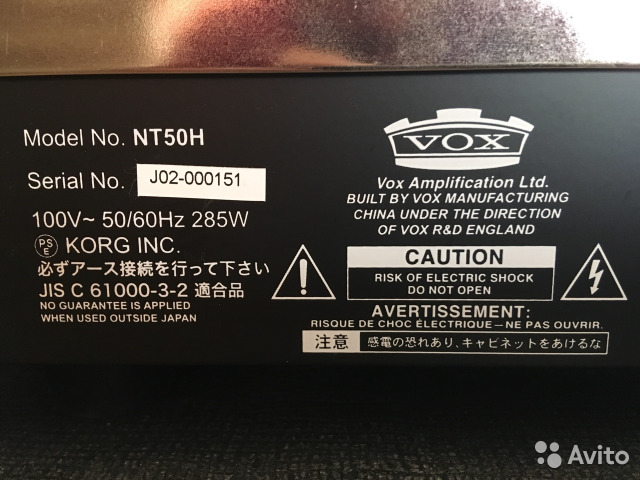 Model No. NT50H
Serial No. J02-000151
100V~ 50/60Hz 285W
PS E KORG INC.
必ずアース接続を行って下さい
JIS C 61000-3-2 適合品
NO GUARANTEE IS APPLIED
WHEN USED OUTSIDE JAPAN
VOX
Vox Amplification Ltd.
BUILT BY VOX MANUFACTURING
CHINA UNDER THE DIRECTION
OF VOX R&D ENGLAND
CAUTION
RISK OF ELECTRIC SHOCK
DO NOT OPEN
AVERTISSEMENT:
RISQUE DE CHOC ÉLECTRIQUE—NE PAS OUVRIR.
注意 感電の恐れあり、キャビネットをあけるな
Avito